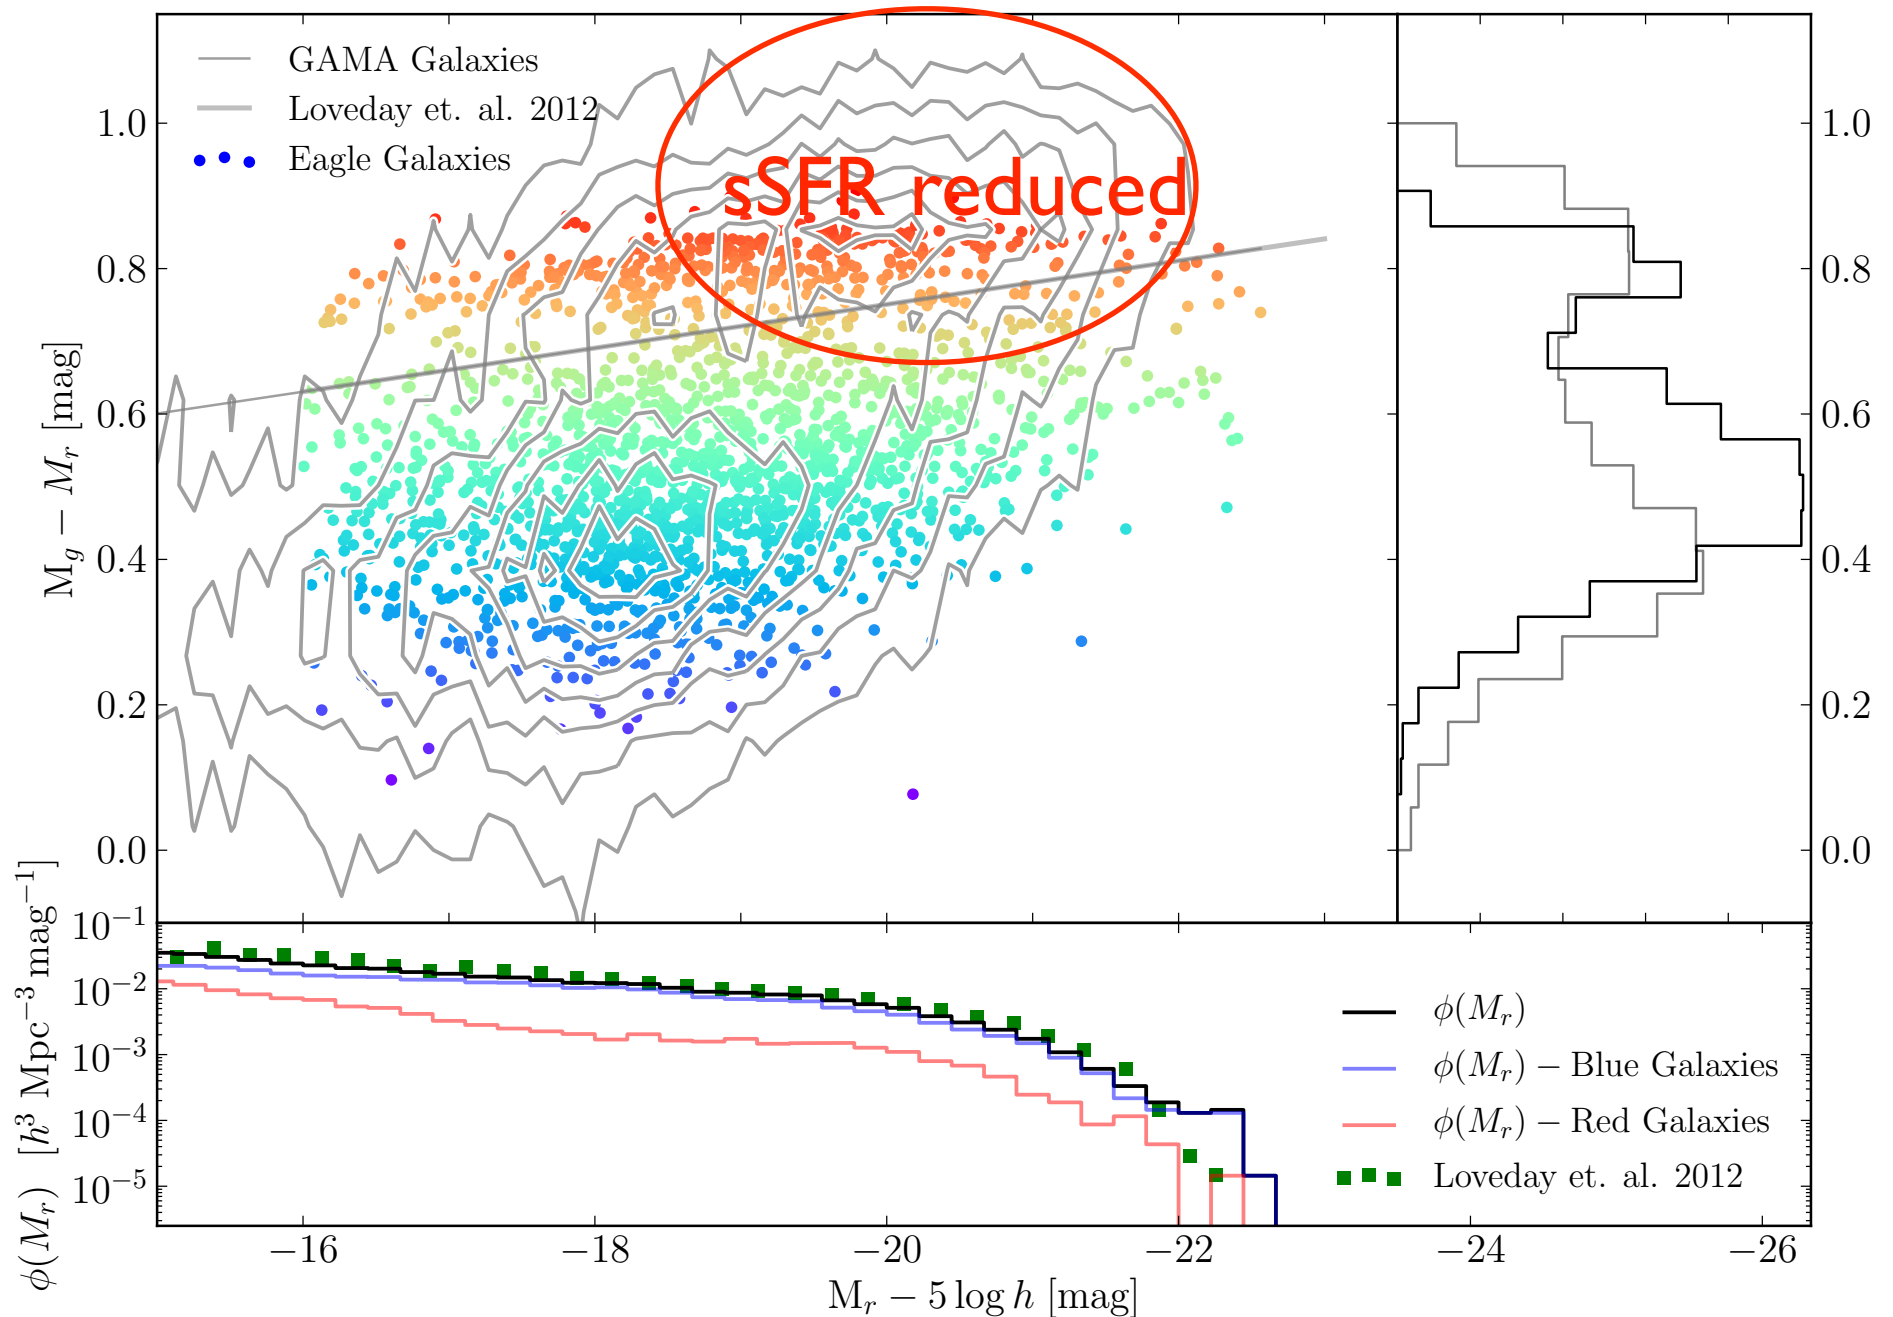 GAMA Galaxies
Loveday et. al. 2012
Eagle Galaxies
sSFR reduced
M_g − M_r [mag]
1.0
0.8
0.6
0.4
0.2
0.0
1.0
0.8
0.6
0.4
0.2
0.0
ϕ(M_r) [h³ Mpc⁻³ mag⁻¹]
10⁻¹
10⁻²
10⁻³
10⁻⁴
10⁻⁵
ϕ(M_r)
ϕ(M_r) − Blue Galaxies
ϕ(M_r) − Red Galaxies
Loveday et. al. 2012
−16 −18 −20 −22 −24 −26
M_r − 5 log h [mag]